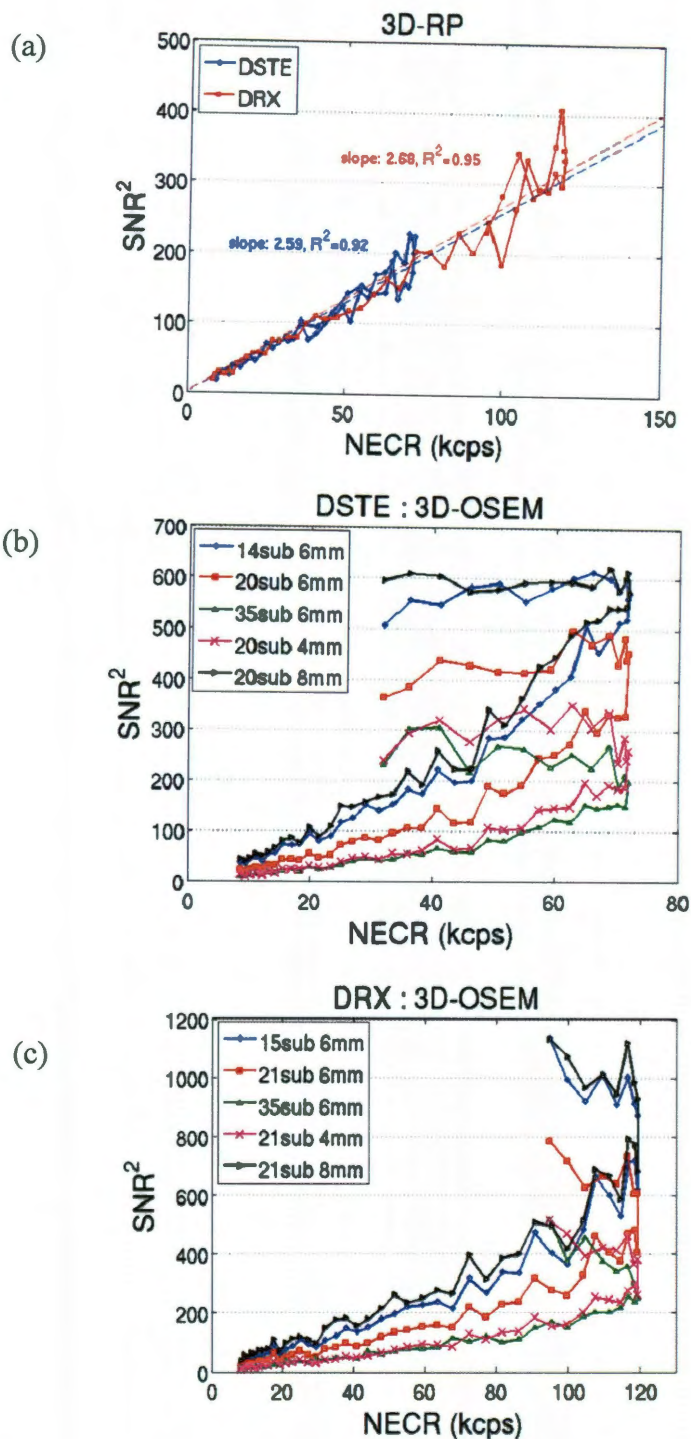 (a)
3D-RP
500
400
300
200
100
0
SNR²
DSTE
DRX
slope: 2.68, R²=0.95
slope: 2.59, R²=0.92
0
50
100
150
NECR (kcps)
(b)
DSTE : 3D-OSEM
700
600
500
400
300
200
100
0
SNR²
14sub 6mm
20sub 6mm
35sub 6mm
20sub 4mm
20sub 8mm
0
20
40
60
80
NECR (kcps)
(c)
DRX : 3D-OSEM
1200
1000
800
600
400
200
0
SNR²
15sub 6mm
21sub 6mm
35sub 6mm
21sub 4mm
21sub 8mm
0
20
40
60
80
100
120
NECR (kcps)